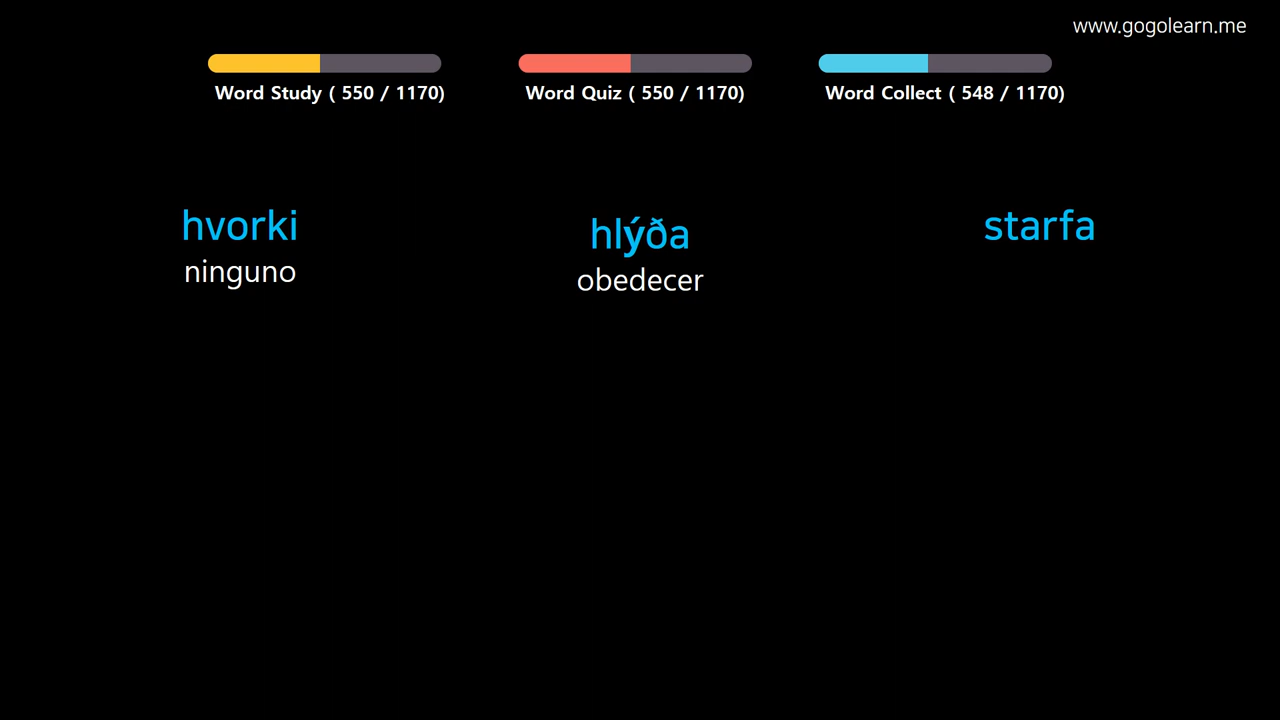 www.gogolearn.me
Word Study ( 550 / 1170)
Word Quiz ( 550 / 1170)
Word Collect ( 548 / 1170)
hvorki
ninguno
hlýða
obedecer
starfa